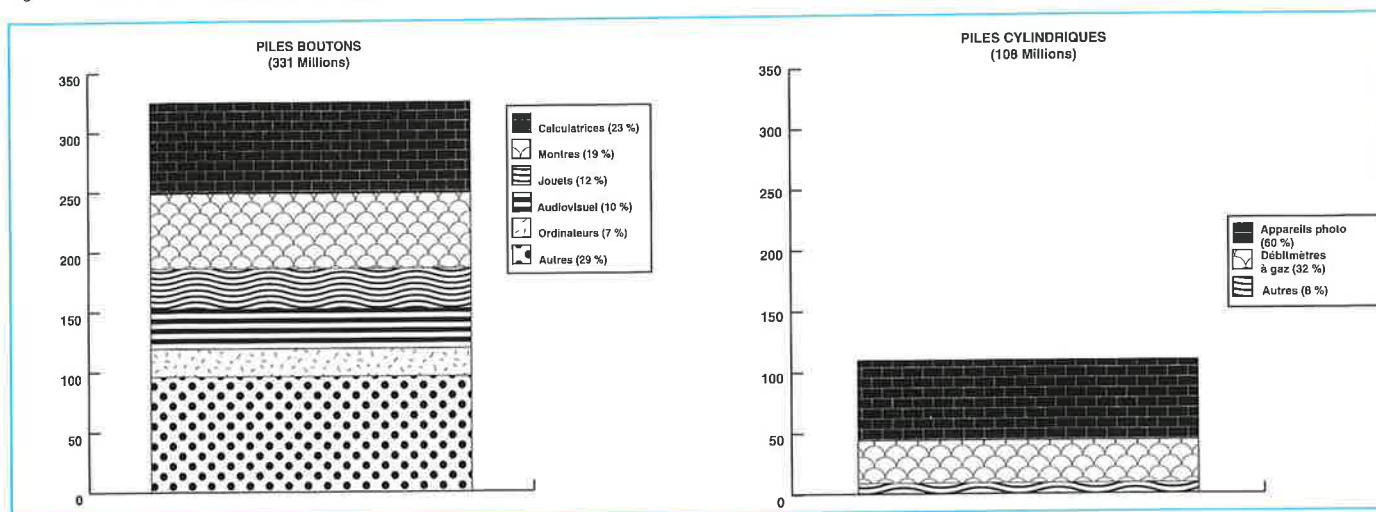 PILES BOUTONS
(331 Millions)
350
300
250
200
150
100
50
0
Calculatrices (23 %)
Montres (19 %)
Jouets (12 %)
Audiovisuel (10 %)
Ordinateurs (7 %)
Autres (29 %)
PILES CYLINDRIQUES
(108 Millions)
350
300
250
200
150
100
50
0
Appareils photo
(60 %)
Débitmètres
à gaz (32 %)
Autres (8 %)